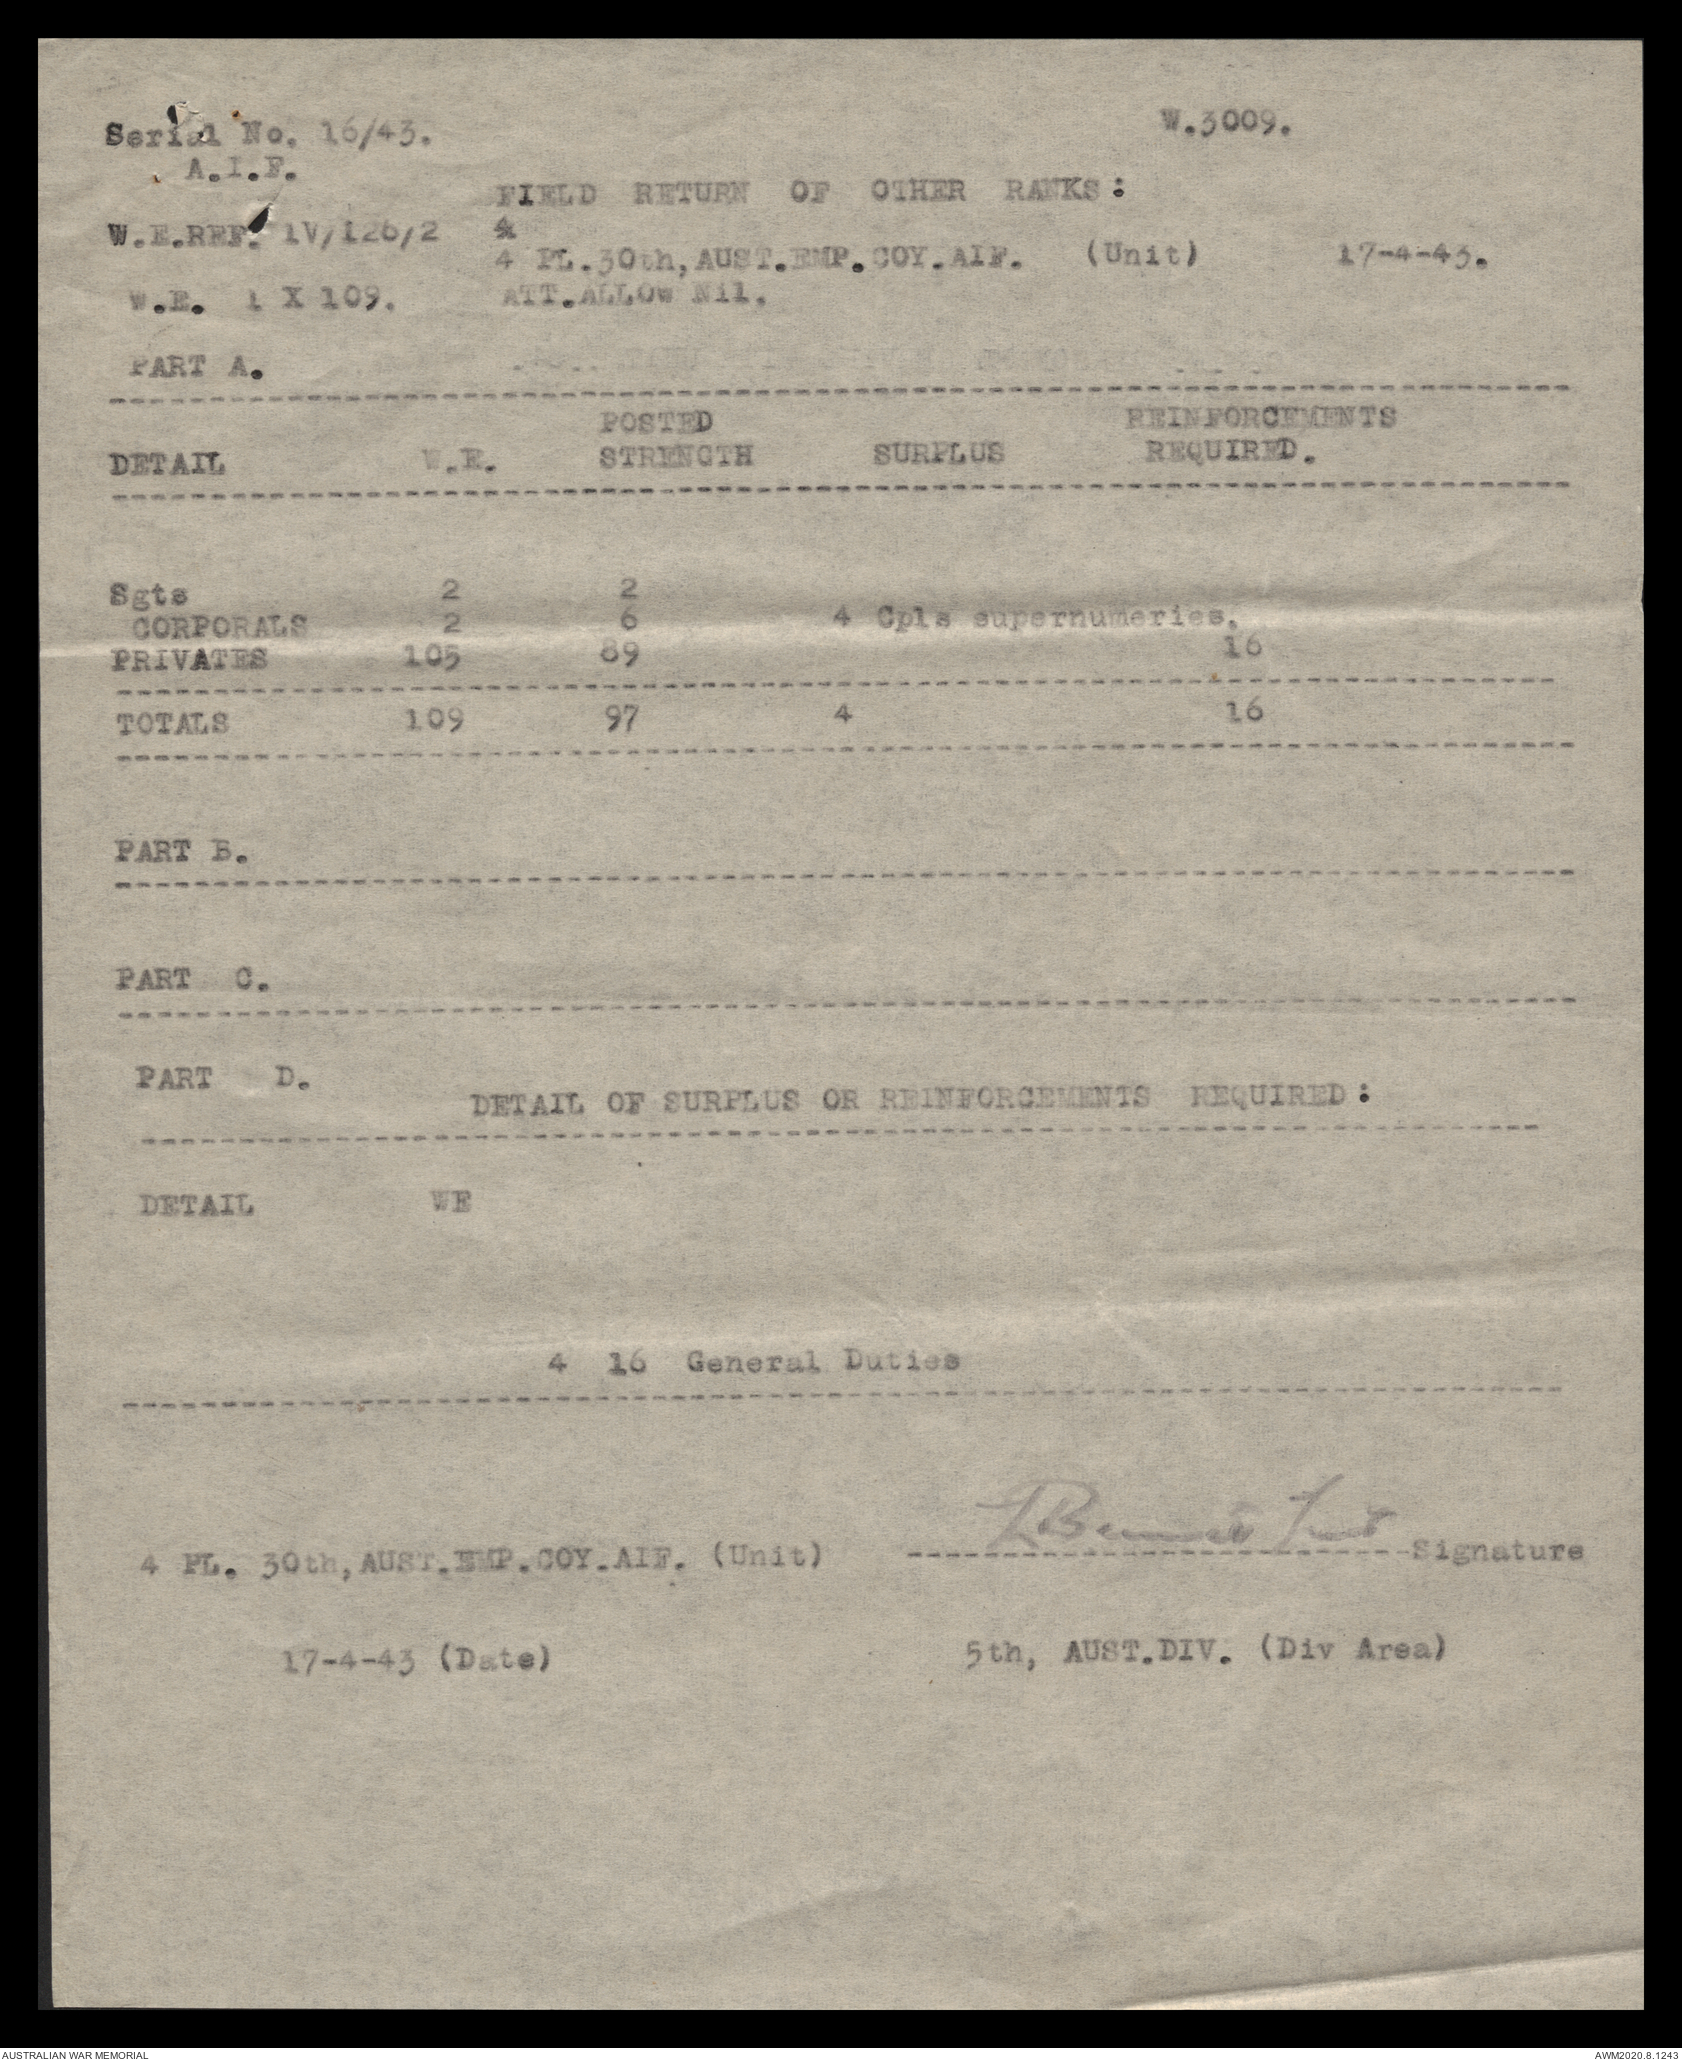 Serial No. 16/43.
W.3009.
A.I.F.
FIELD RETURN OF OTHER RANKS:
W.E.REF. 1V/126/2
4 PL.30th,AUST.EMP.COY.AIF. (Unit) 17-4-43.
W.E. 1 X 109. ATT.ALLOW Nil.
PART A.
POSTED REINFORCEMENTS
DETAIL W.E. STRENGTH SURPLUS REQUIRED.
Sgts 2 2
CORPORALS 2 6 4 Cpls supernumeries.
PRIVATES 105 89 16
TOTALS 109 97 4 16
PART B.
PART C.
PART D.
DETAIL OF SURPLUS OR REINFORCEMENTS REQUIRED:
DETAIL WE
4 16 General Duties
4 PL. 30th,AUST.EMP.COY.AIF. (Unit) Signature
17-4-43 (Date) 5th, AUST.DIV. (Div Area)
AUSTRALIAN WAR MEMORIAL AWM2020.8.1243